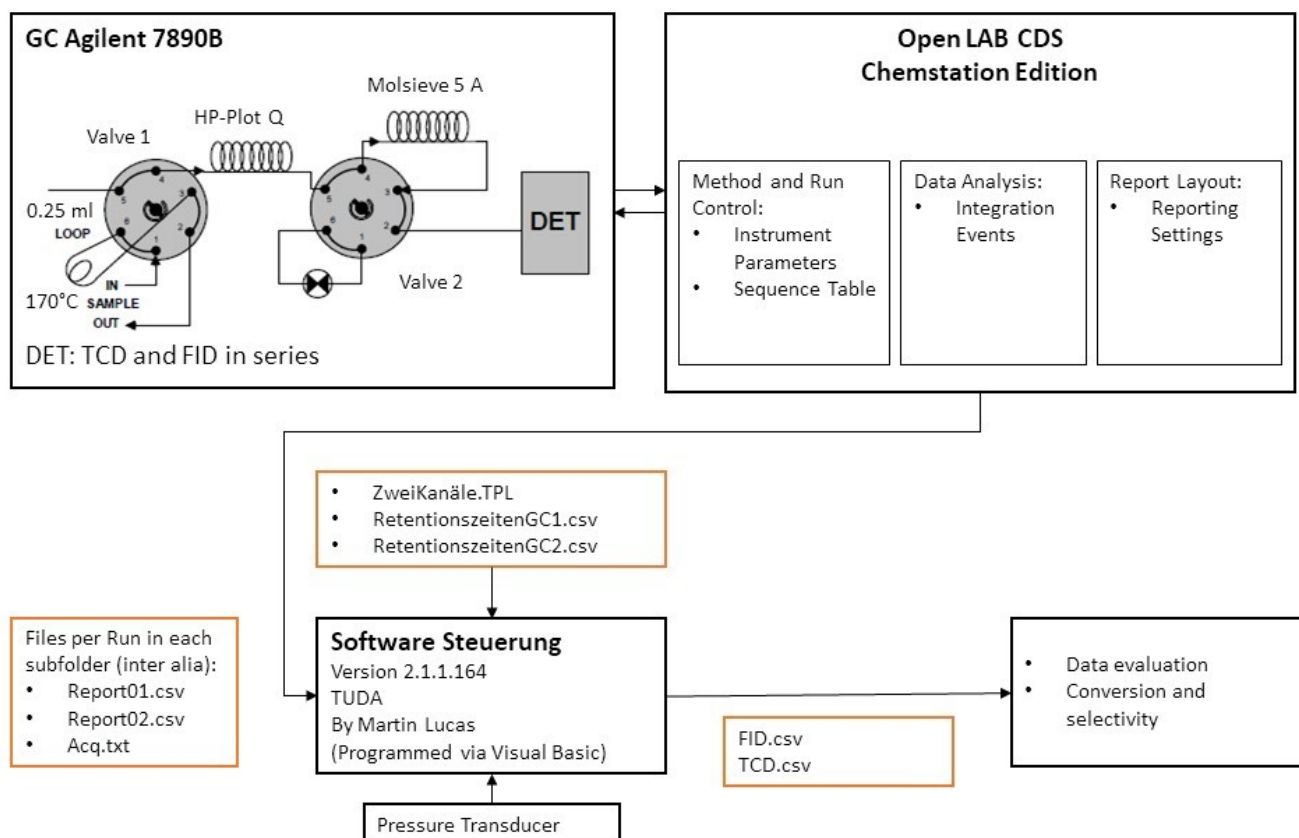 GC Agilent 7890B
Molsieve 5 A
HP-Plot Q
Valve 1
4
5
3
6
2
1
0.25 ml
LOOP
170°C
IN
SAMPLE
OUT
4
5
3
6
2
1
Valve 2
DET
DET: TCD and FID in series
Open LAB CDS
Chemstation Edition
Method and Run
Control:
• Instrument
Parameters
• Sequence Table
Data Analysis:
• Integration
Events
Report Layout:
• Reporting
Settings
• ZweiKanäle.TPL
• RetentionszeitenGC1.csv
• RetentionszeitenGC2.csv
Files per Run in each
subfolder (inter alia):
• Report01.csv
• Report02.csv
• Acq.txt
Software Steuerung
Version 2.1.1.164
TUDA
By Martin Lucas
(Programmed via Visual Basic)
FID.csv
TCD.csv
• Data evaluation
• Conversion and
selectivity
Pressure Transducer